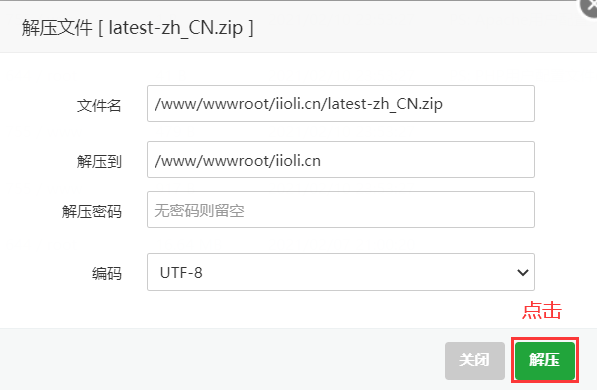 解压文件 [ latest-zh_CN.zip ]
文件名 /www/wwwroot/iioli.cn/latest-zh_CN.zip
解压到 /www/wwwroot/iioli.cn
解压密码 无密码则留空
编码 UTF-8
点击
关闭 解压